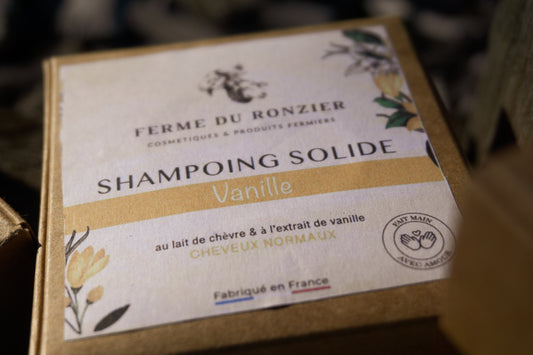 FERME DU RONZIER
COSMETIQUES & PRODUITS FERMIERS
SHAMPOING SOLIDE
Vanille
au lait de chèvre & à l'extrait de vanille
CHEVEUX NORMAUX
FAIT MAIN
AVEC AMOUR
Fabriqué en France